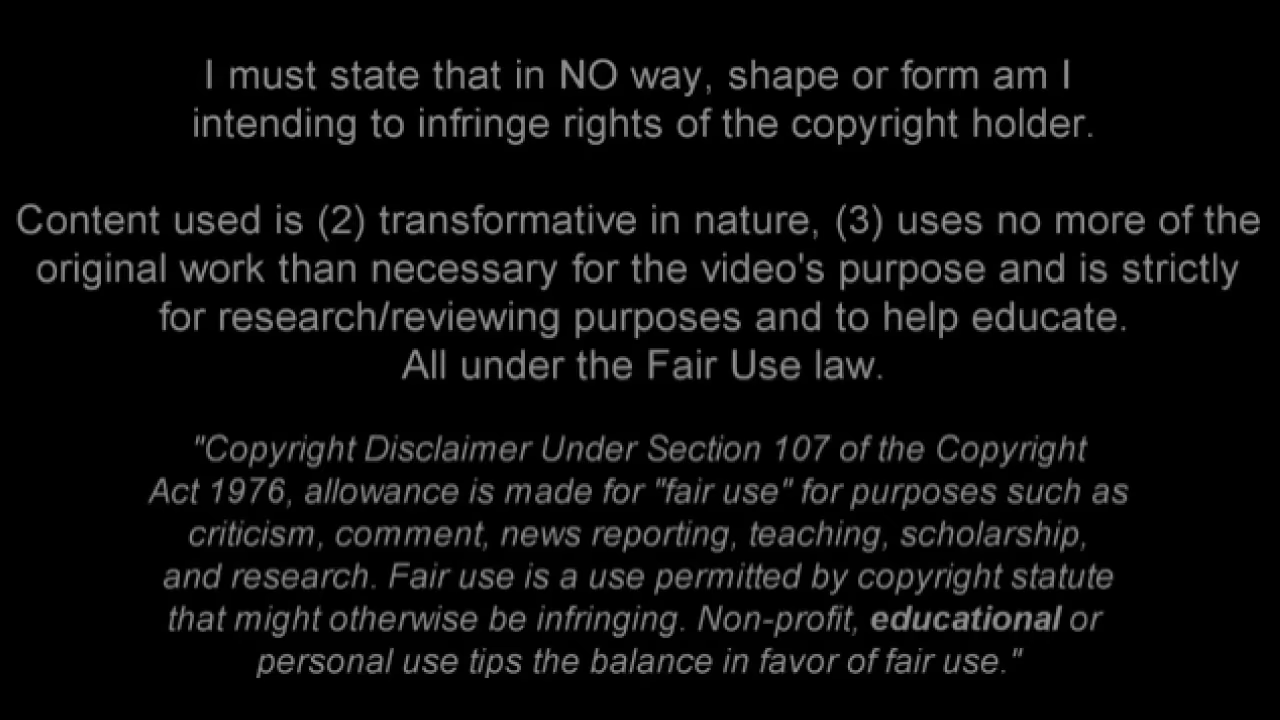 I must state that in NO way, shape or form am I
intending to infringe rights of the copyright holder.
Content used is (2) transformative in nature, (3) uses no more of the
original work than necessary for the video's purpose and is strictly
for research/reviewing purposes and to help educate.
All under the Fair Use law.
"Copyright Disclaimer Under Section 107 of the Copyright
Act 1976, allowance is made for "fair use" for purposes such as
criticism, comment, news reporting, teaching, scholarship,
and research. Fair use is a use permitted by copyright statute
that might otherwise be infringing. Non-profit, educational or
personal use tips the balance in favor of fair use."